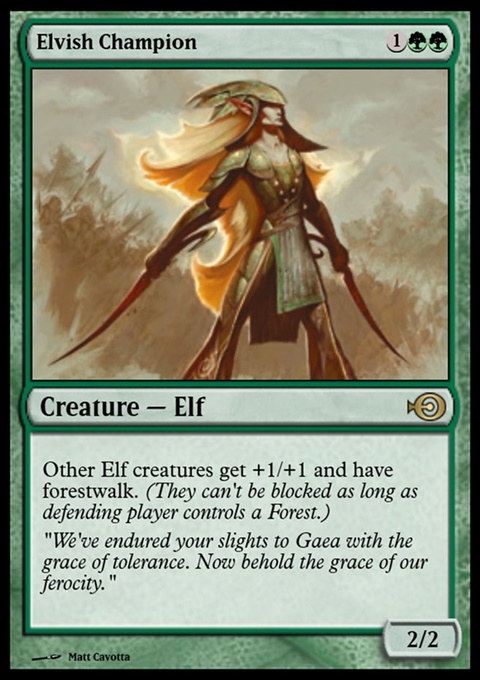 Elvish Champion
1
Creature — Elf
Other Elf creatures get +1/+1 and have
forestwalk. (They can't be blocked as long as
defending player controls a Forest.)
"We've endured your slights to Gaea with the
grace of tolerance. Now behold the grace of our
ferocity."
2/2
Matt Cavotta